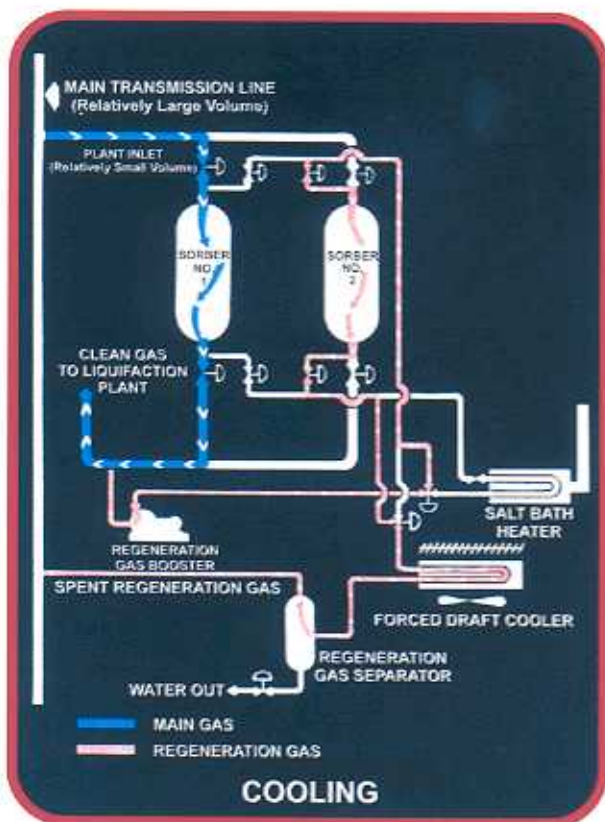 MAIN TRANSMISSION LINE
(Relatively Large Volume)
PLANT INLET
(Relatively Small Volume)
SORBER
NO.
1
SORBER
NO.
2
CLEAN GAS
TO LIQUIFACTION
PLANT
SALT BATH
HEATER
REGENERATION
GAS BOOSTER
SPENT REGENERATION GAS
FORCED DRAFT COOLER
REGENERATION
GAS SEPARATOR
WATER OUT
MAIN GAS
REGENERATION GAS
COOLING